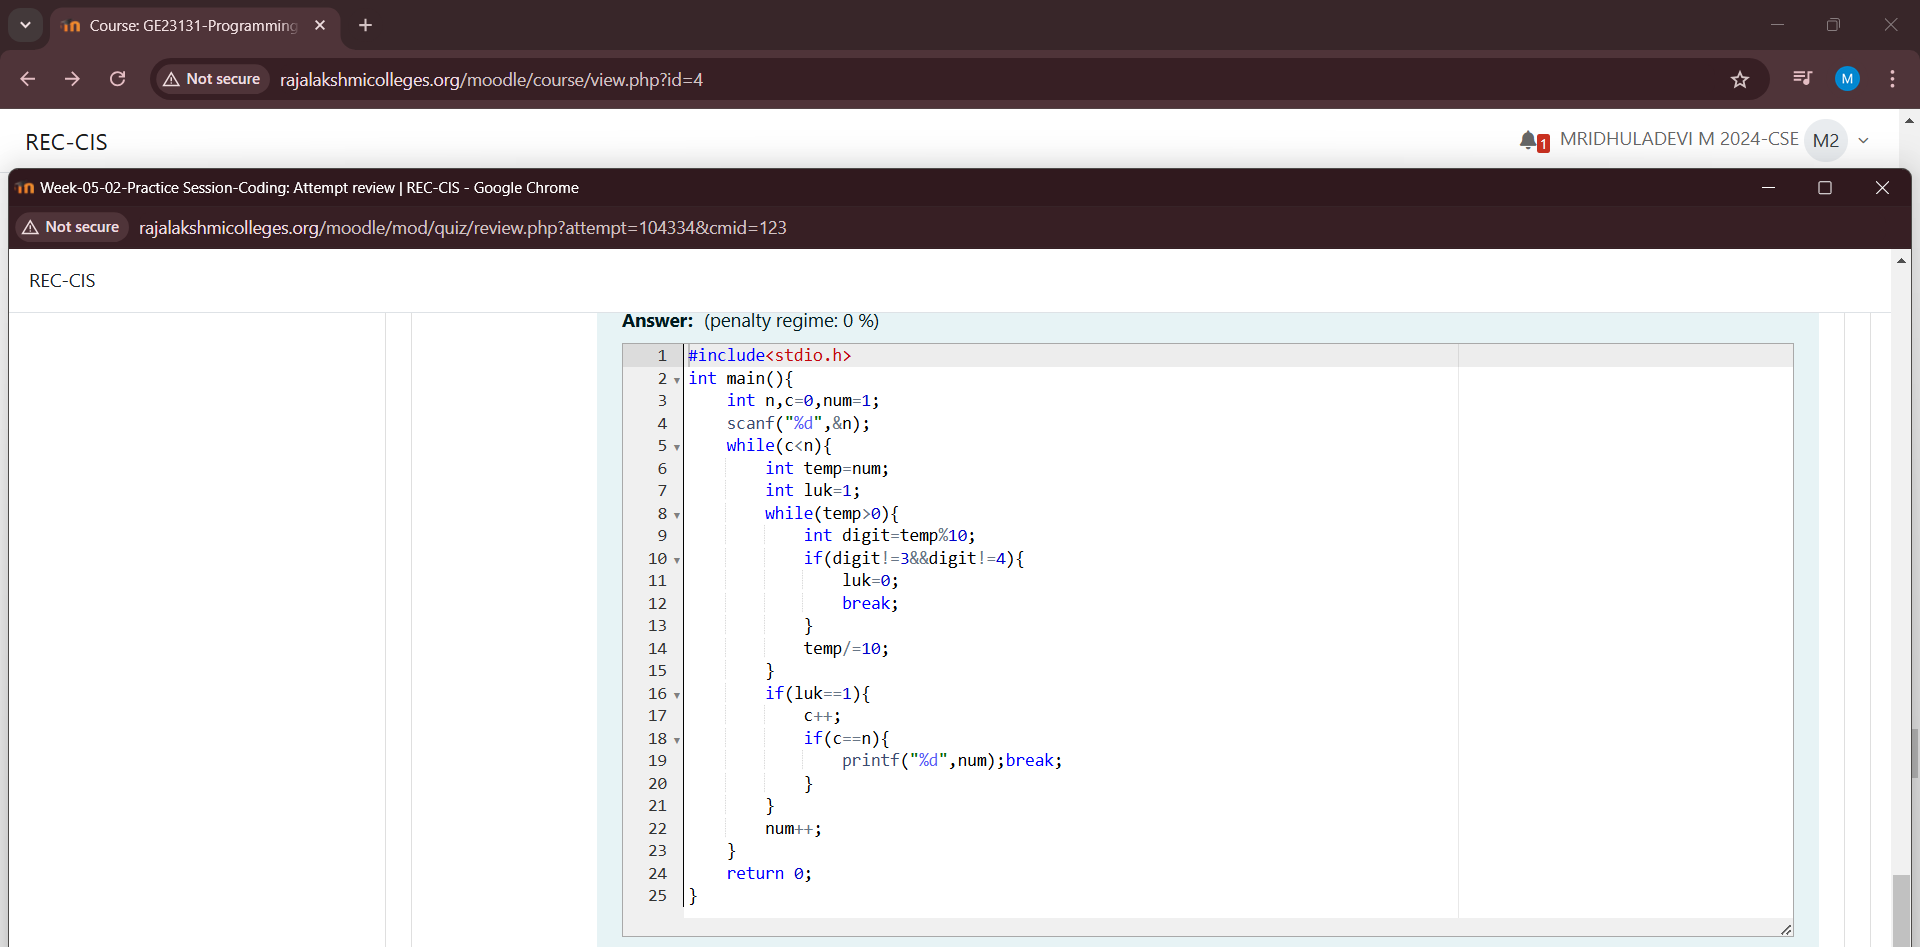 Course: GE23131-Programming
Not secure
rajalakshmicolleges.org/moodle/course/view.php?id=4
M
REC-CIS
1
MRIDHULADEVI M 2024-CSE
M2
Week-05-02-Practice Session-Coding: Attempt review | REC-CIS - Google Chrome
Not secure
rajalakshmicolleges.org/moodle/mod/quiz/review.php?attempt=104334&cmid=123
REC-CIS
Answer: (penalty regime: 0 %)
1 #include<stdio.h>
2 int main(){
3     int n,c=0,num=1;
4     scanf("%d",&n);
5     while(c<n){
6         int temp=num;
7         int luk=1;
8         while(temp>0){
9             int digit=temp%10;
10             if(digit!=3&&digit!=4){
11                 luk=0;
12                 break;
13             }
14             temp/=10;
15         }
16         if(luk==1){
17             c++;
18             if(c==n){
19                 printf("%d",num);break;
20             }
21         }
22         num++;
23     }
24     return 0;
25 }